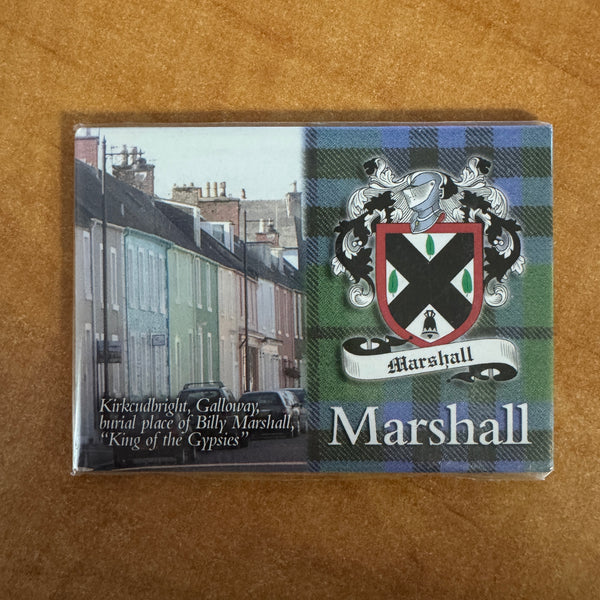 Kirkcudbright, Galloway,
burial place of Billy Marshall,
“King of the Gypsies”
Marshall
Marshall